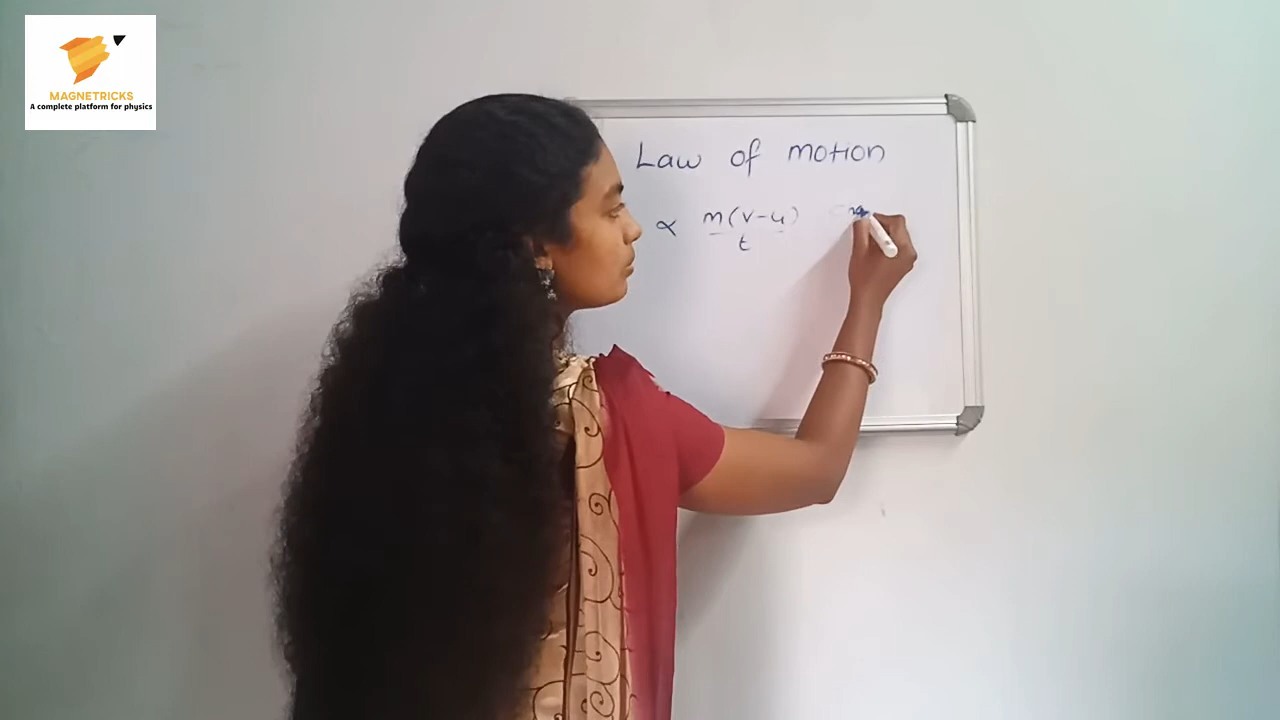 MAGNETRICKS
A complete platform for physics
Law of motion
∝ m(v-u)
t